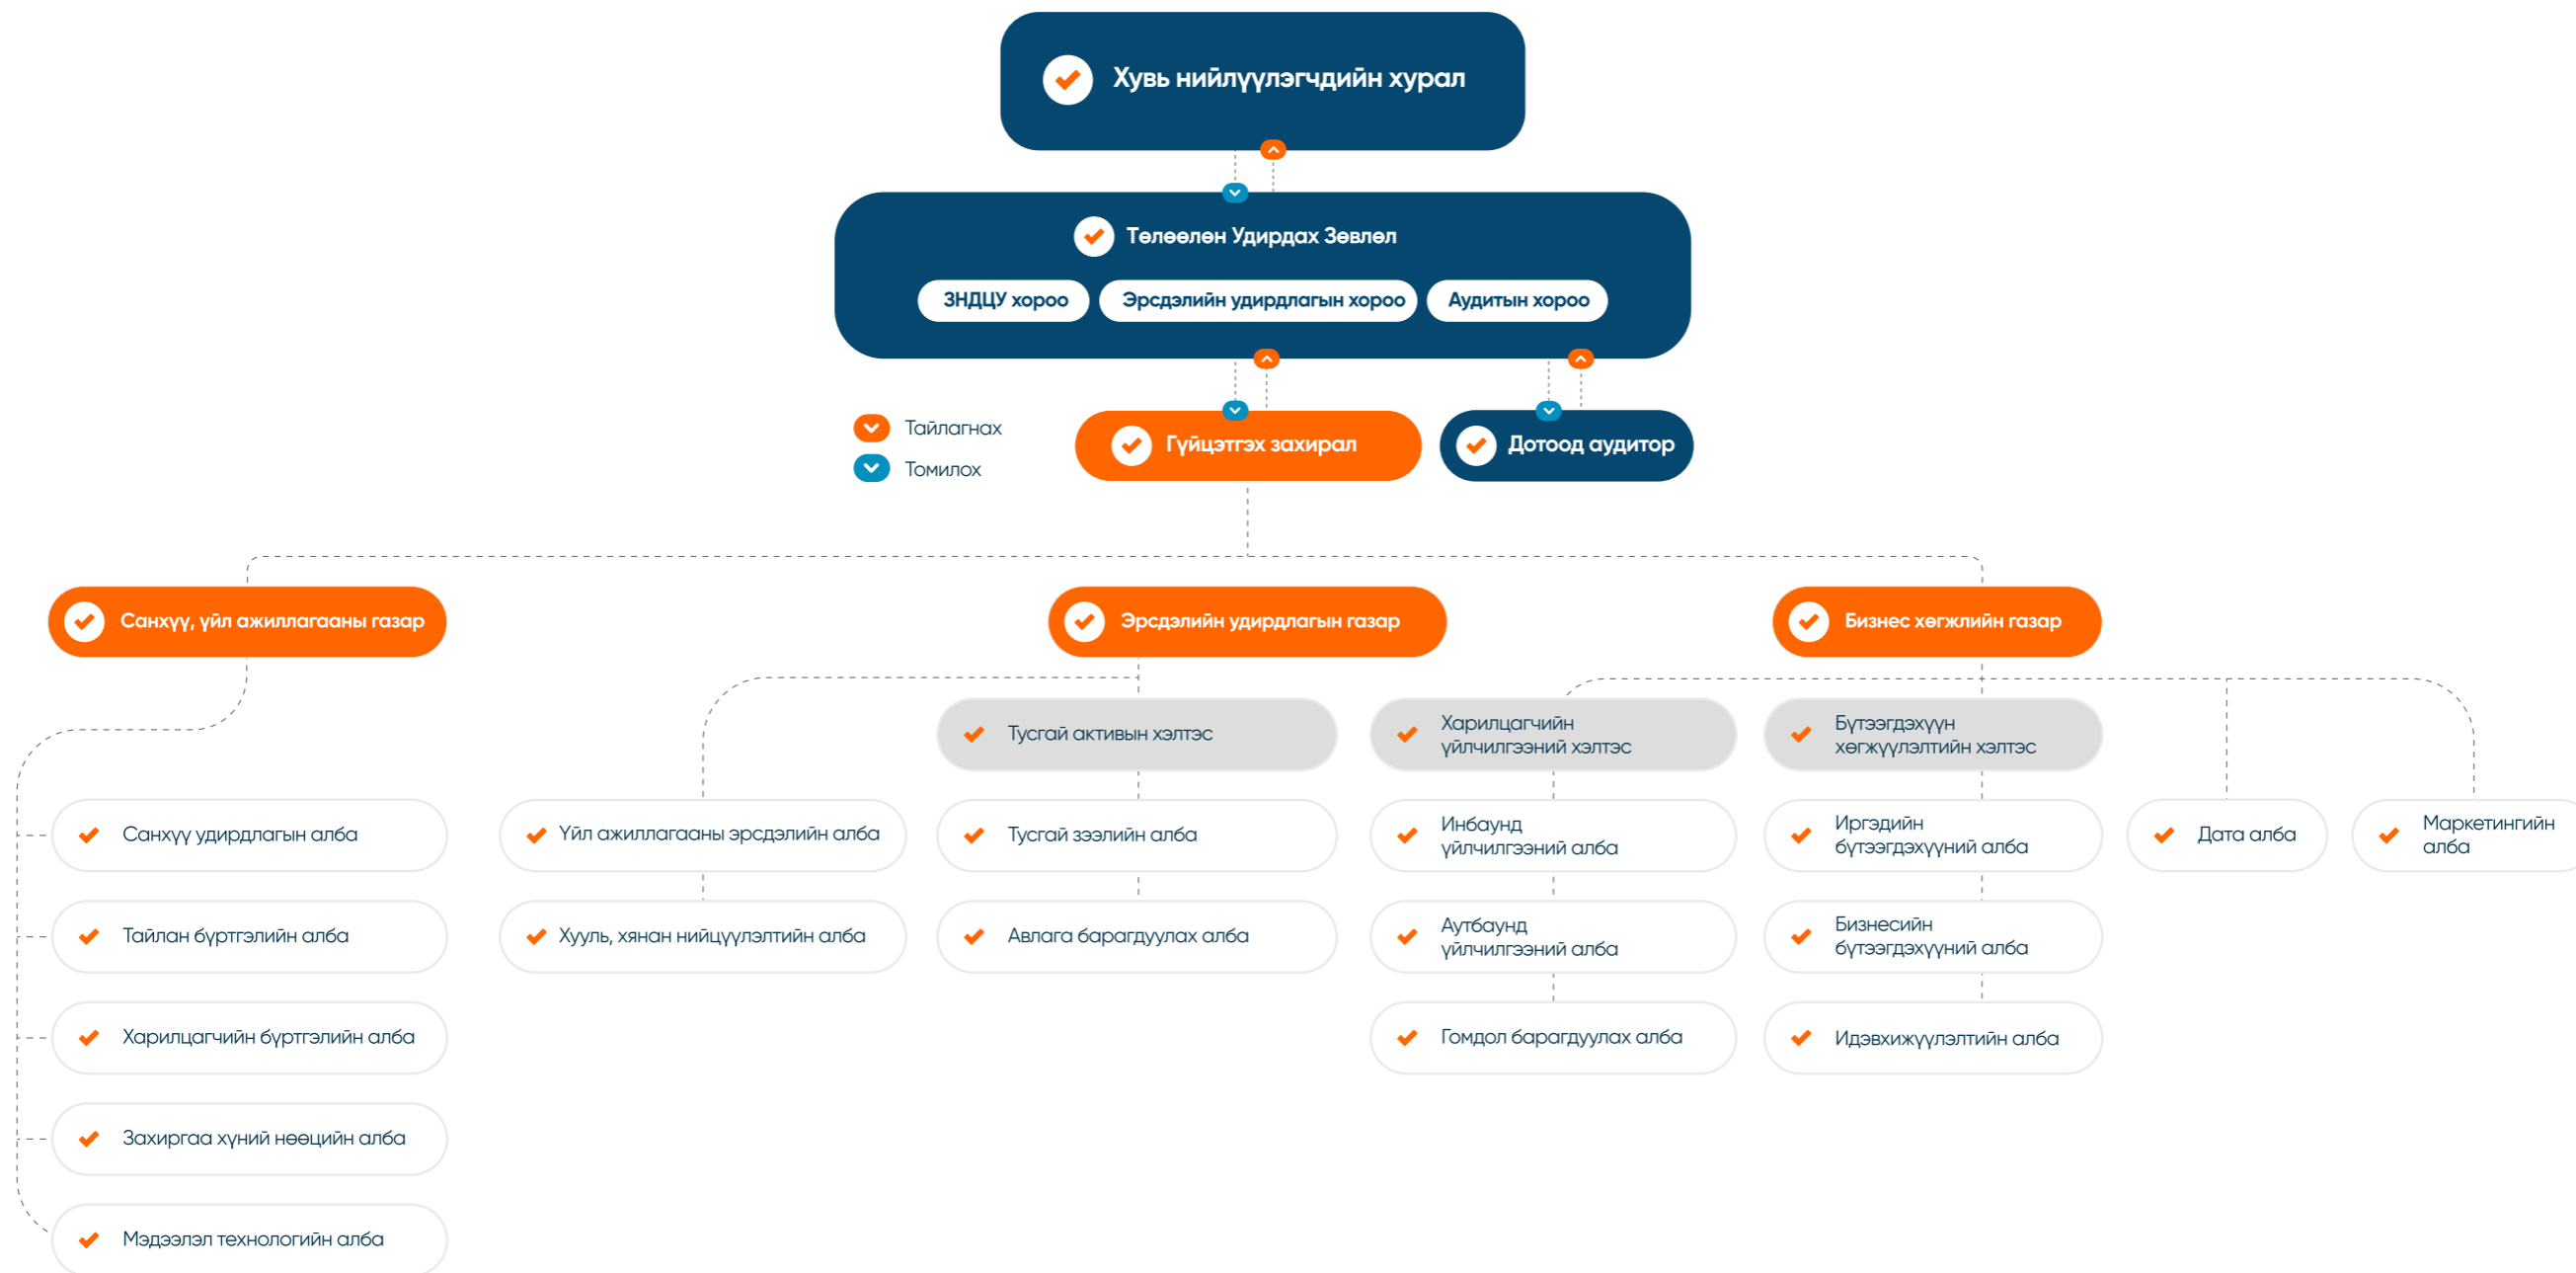 Хувь нийлүүлэгчдийн хурал
Төлөөлөн Удирдах Зөвлөл
ЗНДЦУ хороо
Эрсдэлийн удирдлагын хороо
Аудитын хороо
Тайлагнах
Томилох
Гүйцэтгэх захирал
Дотоод аудитор
Санхүү, үйл ажиллагааны газар
Эрсдэлийн удирдлагын газар
Бизнес хөгжлийн газар
Тусгай активын хэлтэс
Харилцагчийн
үйлчилгээний хэлтэс
Бүтээгдэхүүн
хөгжүүлэлтийн хэлтэс
Санхүү удирдлагын алба
Үйл ажиллагааны эрсдэлийн алба
Тусгай зээлийн алба
Инбаунд
үйлчилгээний алба
Иргэдийн
бүтээгдэхүүний алба
Дата алба
Маркетингийн
алба
Тайлан бүртгэлийн алба
Хууль, хянан нийцүүлэлтийн алба
Авлага барагдуулах алба
Аутбаунд
үйлчилгээний алба
Бизнесийн
бүтээгдэхүүний алба
Харилцагчийн бүртгэлийн алба
Гомдол барагдуулах алба
Идэвхижүүлэлтийн алба
Захиргаа хүний нөөцийн алба
Мэдээлэл технологийн алба